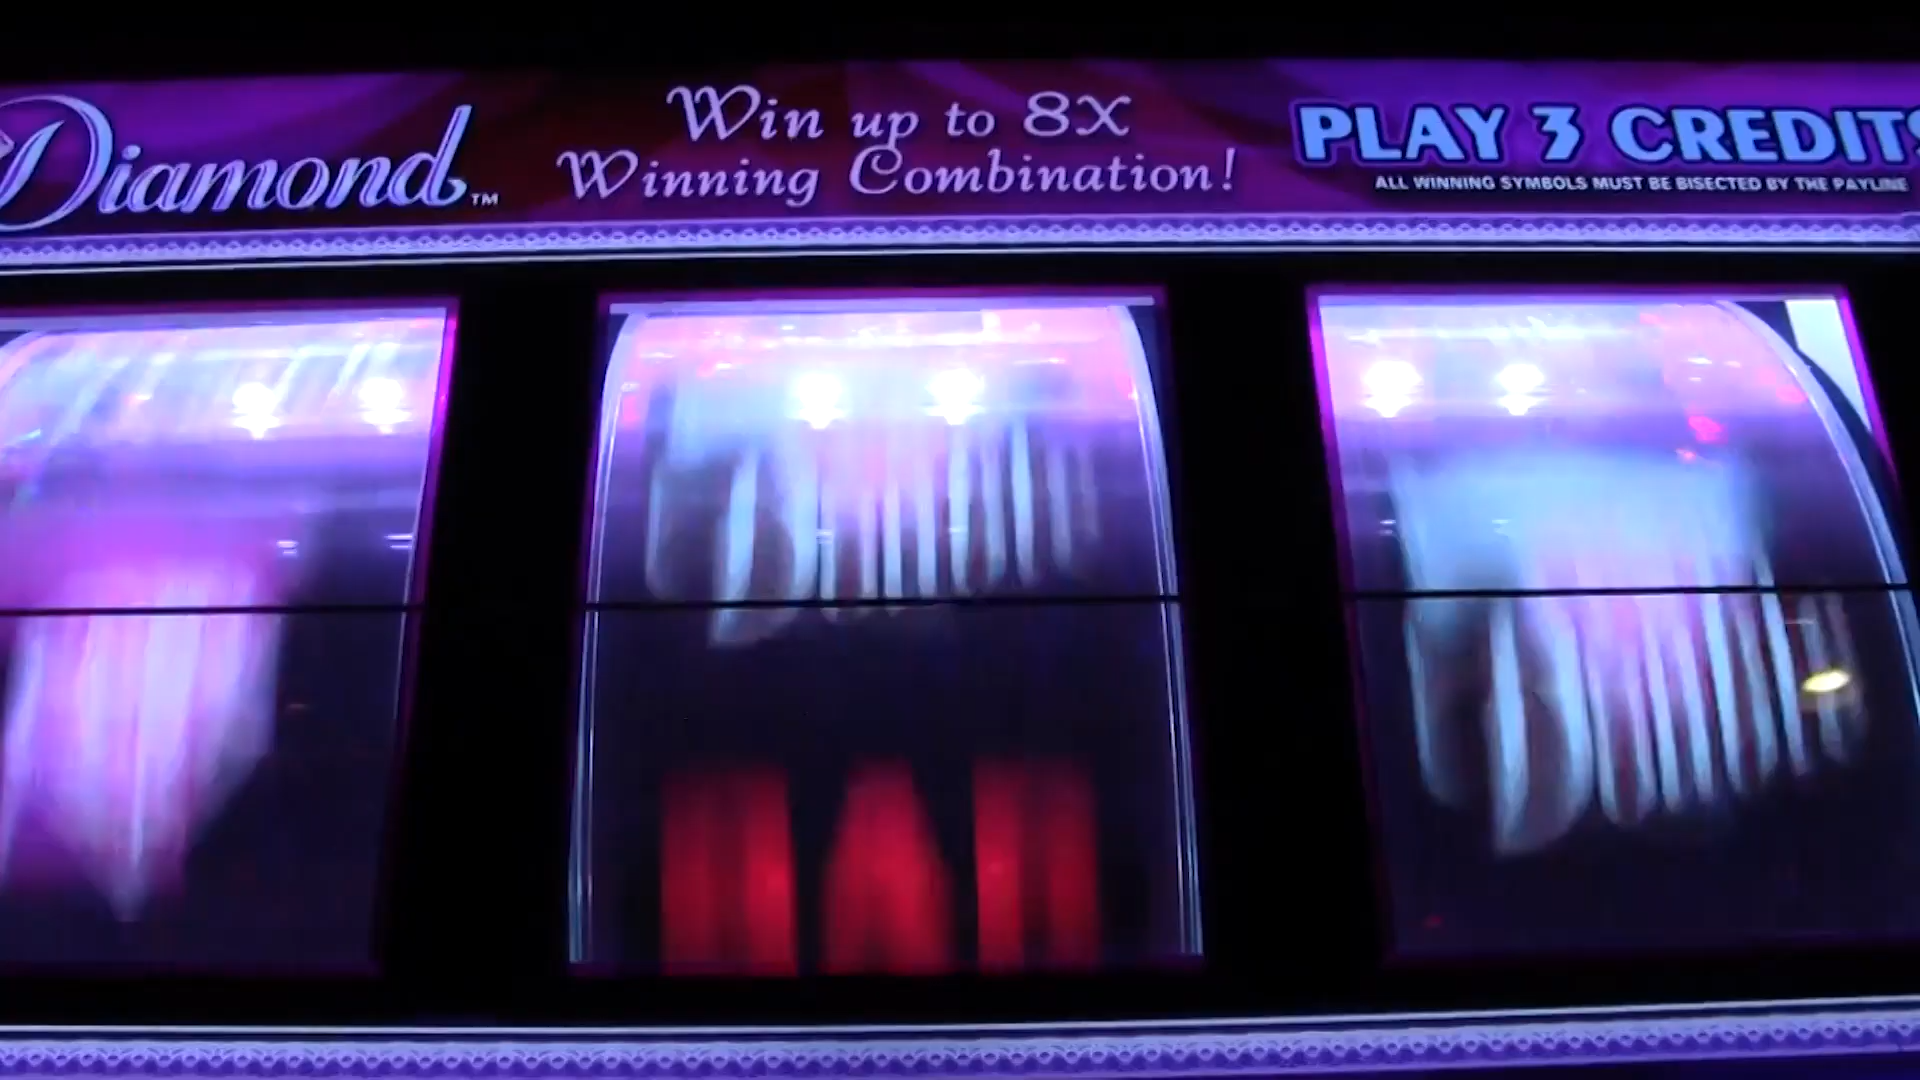 Diamond™
Win up to 8X
Winning Combination!
PLAY 3 CREDITS
ALL WINNING SYMBOLS MUST BE BISECTED BY THE PAYLINE